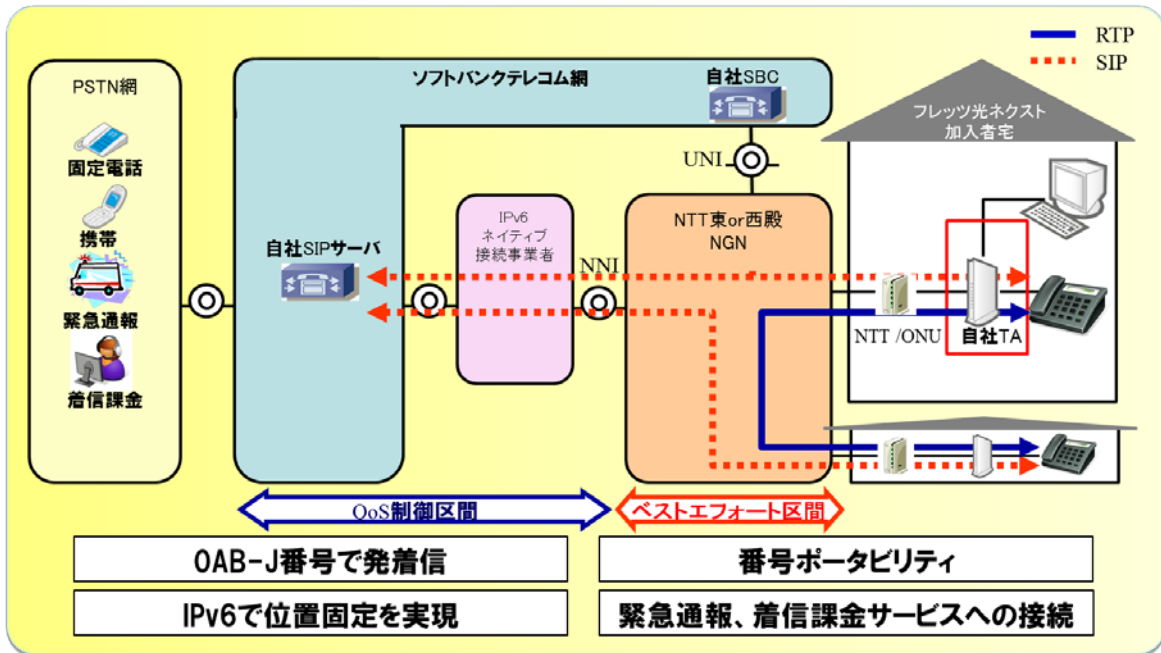 RTP
SIP
PSTN網
固定電話
携帯
緊急通報
着信課金
ソフトバンクテレコム網
自社SBC
自社SIPサーバ
UNI
IPv6
ネイティブ
接続事業者
NNI
NTT東or西殿
NGN
フレッツ光ネクスト
加入者宅
NTT /ONU
自社TA
QoS制御区間
ベストエフォート区間
0AB-J番号で発着信
番号ポータビリティ
IPv6で位置固定を実現
緊急通報、着信課金サービスへの接続